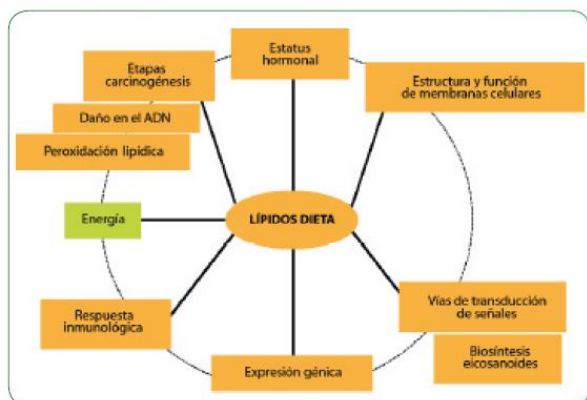 Estatus
hormonal
Etapas
carcinogénesis
Estructura y función
de membranas celulares
Daño en el ADN
Peroxidación lipídica
Energía
LÍPIDOS DIETA
Respuesta
inmunológica
Vías de transducción
de señales
Biosíntesis
eicosanoides
Expresión génica